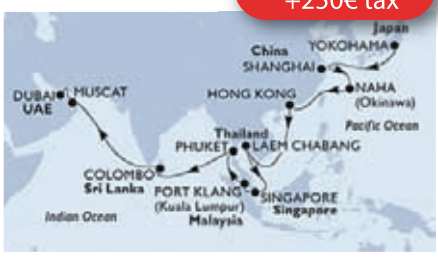 +250€ tax
Japan
YOKOHAMA
China
SHANGHAI
NAHA
(Okinawa)
HONG KONG
Pacific Ocean
DUBAI
UAE
MUSCAT
Thailand
PHUKET
LAEM CHABANG
COLOMBO
Sri Lanka
PORT KLANG
(Kuala Lumpur)
Malaysia
SINGAPORE
Singapore
Indian Ocean